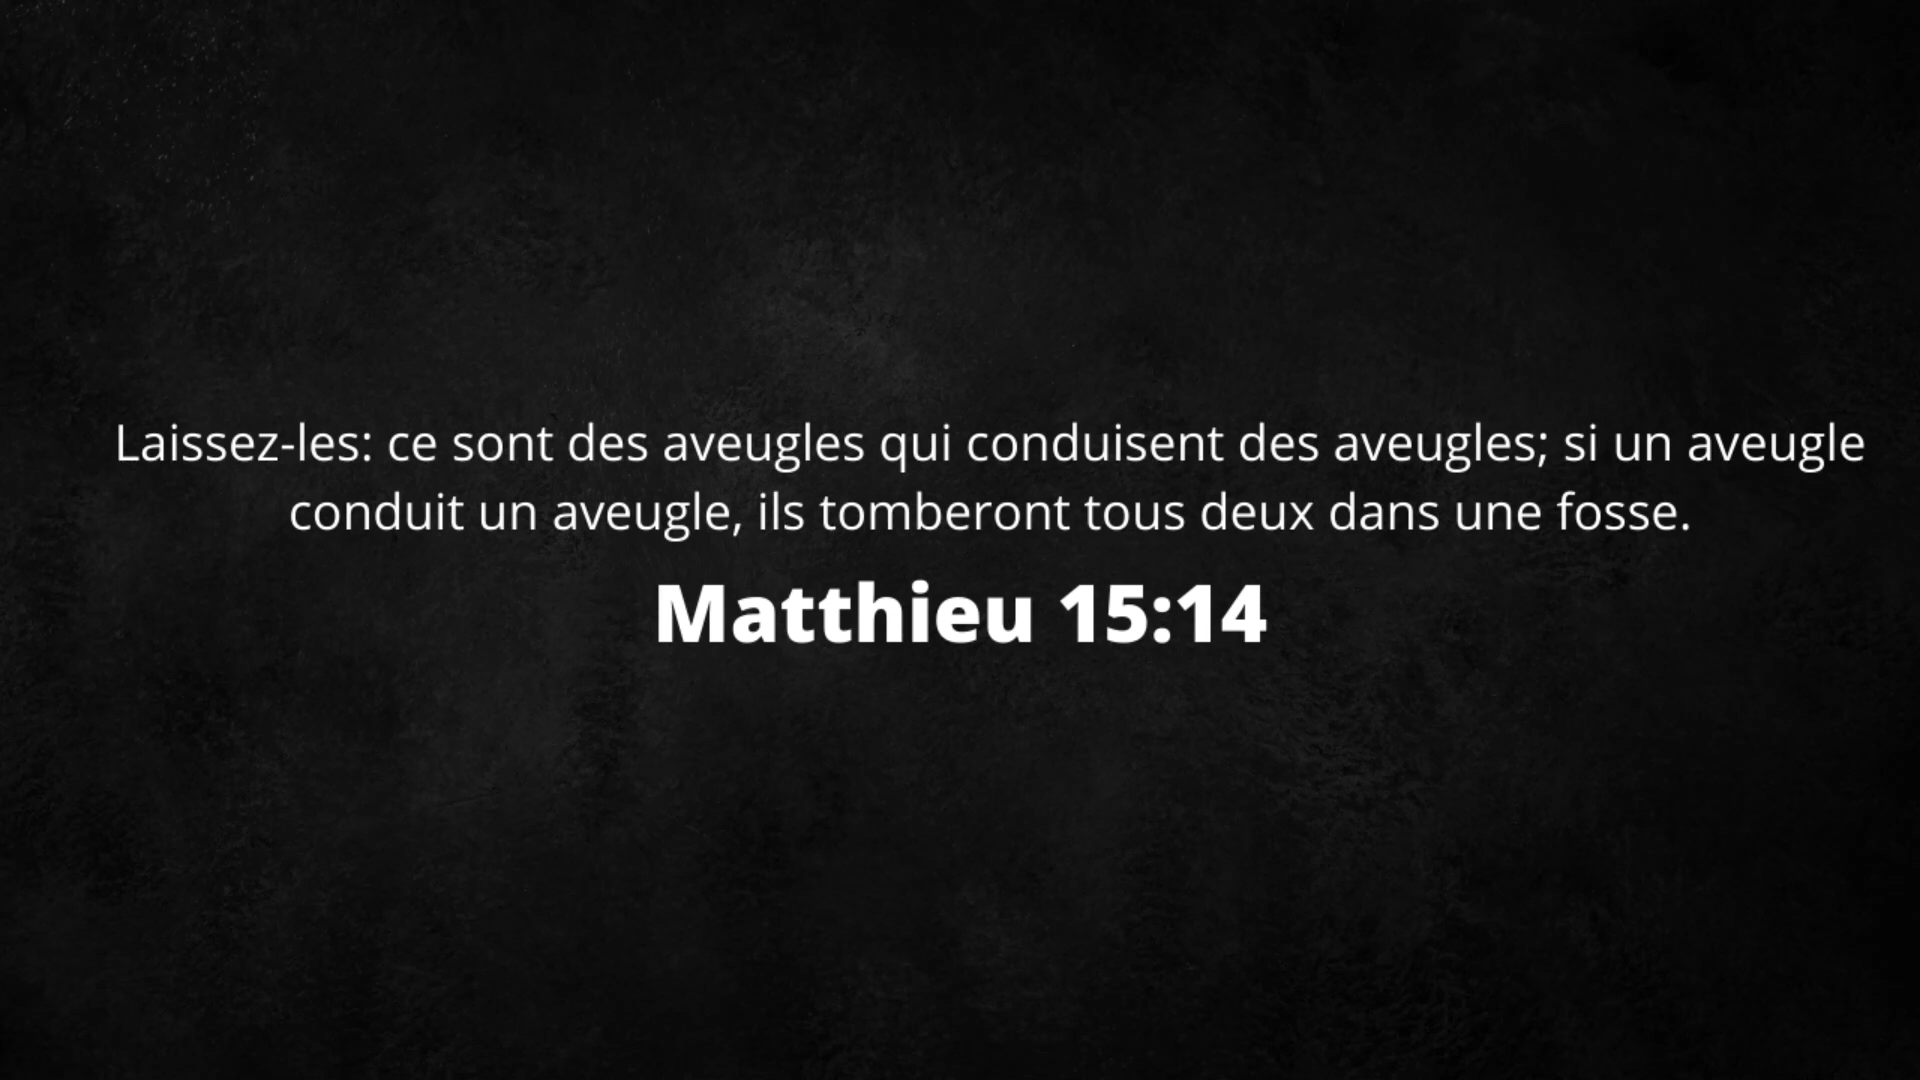 Laissez-les: ce sont des aveugles qui conduisent des aveugles; si un aveugle
conduit un aveugle, ils tomberont tous deux dans une fosse.
Matthieu 15:14